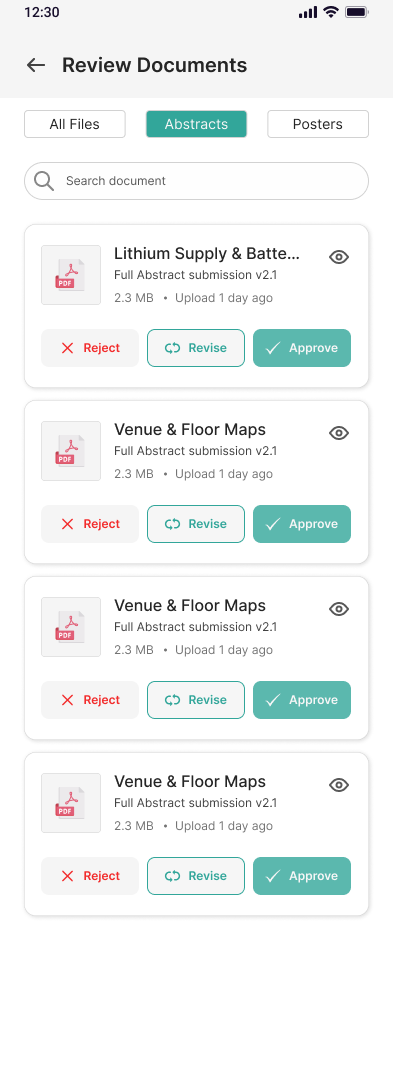 12:30
Review Documents
All Files
Abstracts
Posters
Search document
Lithium Supply & Batte...
Full Abstract submission v2.1
2.3 MB • Upload 1 day ago
PDF
Reject
Revise
Approve
Venue & Floor Maps
Full Abstract submission v2.1
2.3 MB • Upload 1 day ago
PDF
Reject
Revise
Approve
Venue & Floor Maps
Full Abstract submission v2.1
2.3 MB • Upload 1 day ago
PDF
Reject
Revise
Approve
Venue & Floor Maps
Full Abstract submission v2.1
2.3 MB • Upload 1 day ago
PDF
Reject
Revise
Approve